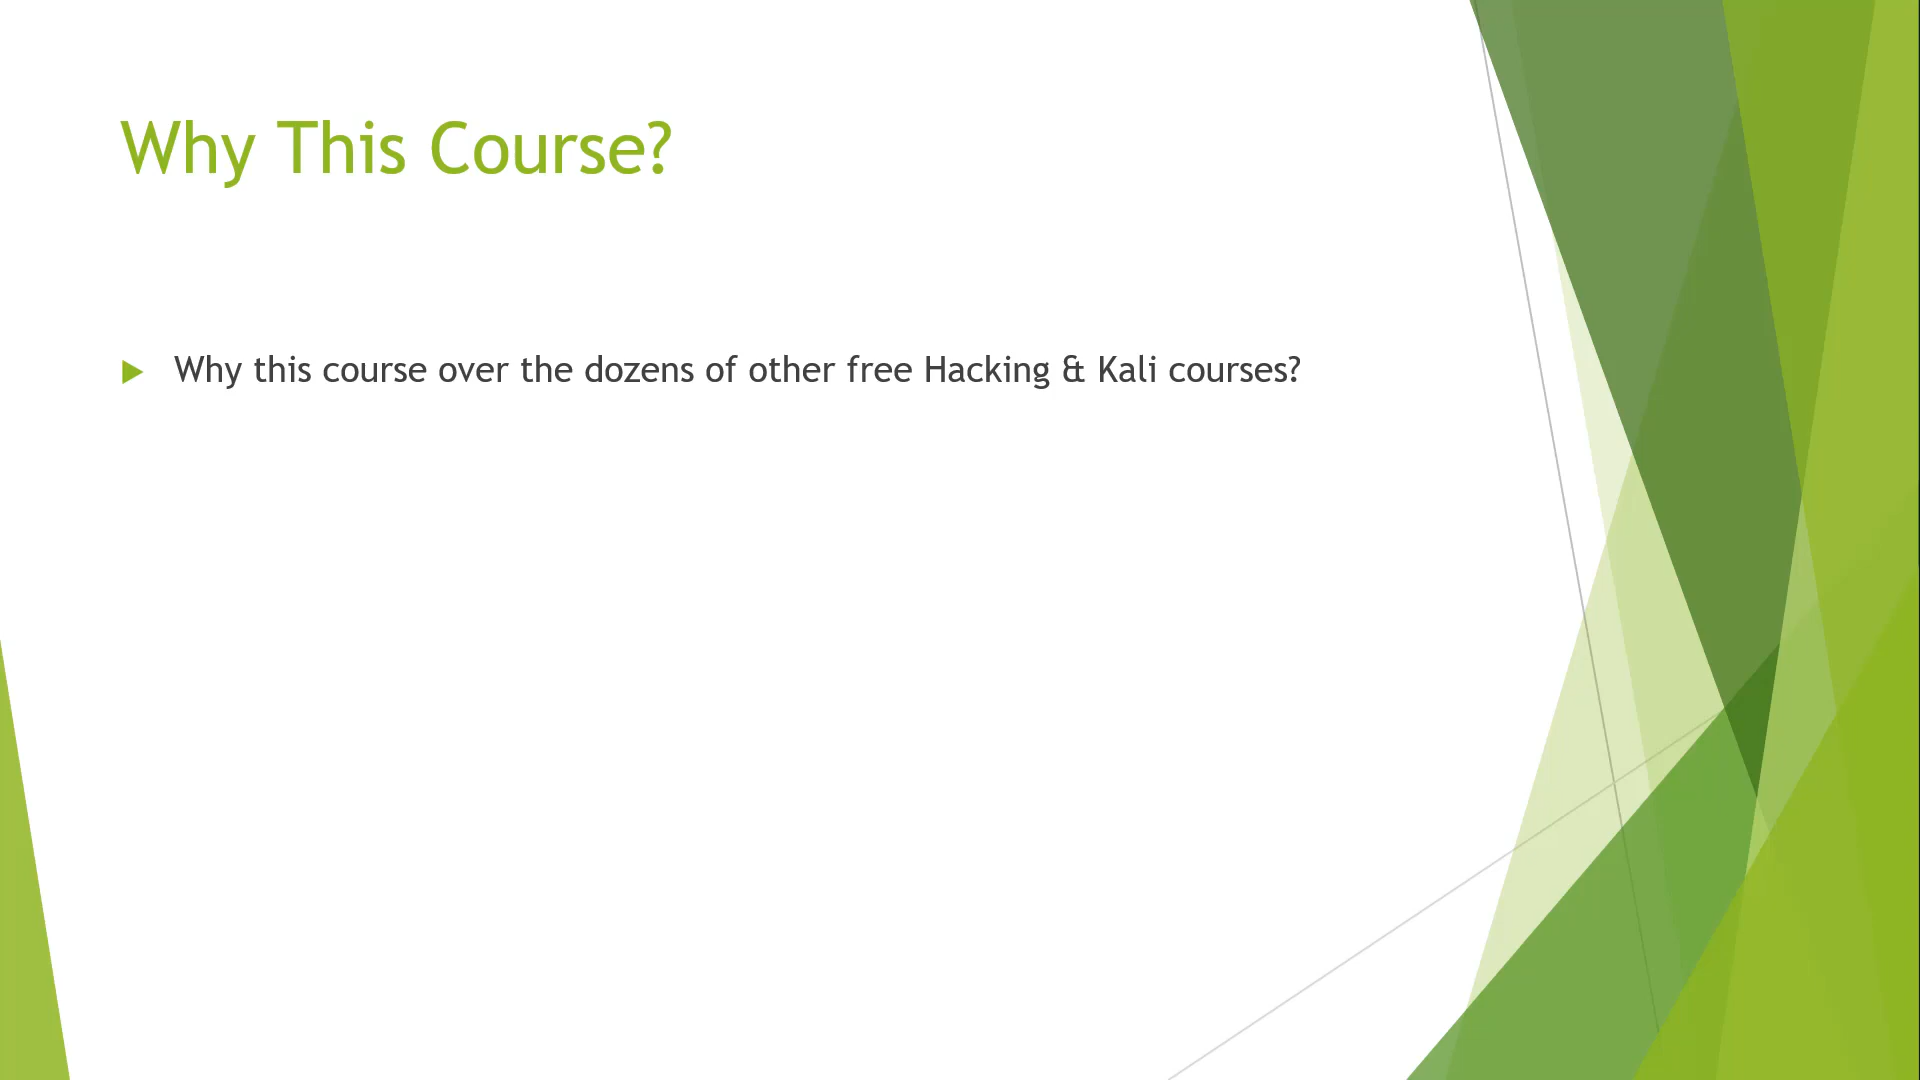 Why This Course?
Why this course over the dozens of other free Hacking & Kali courses?